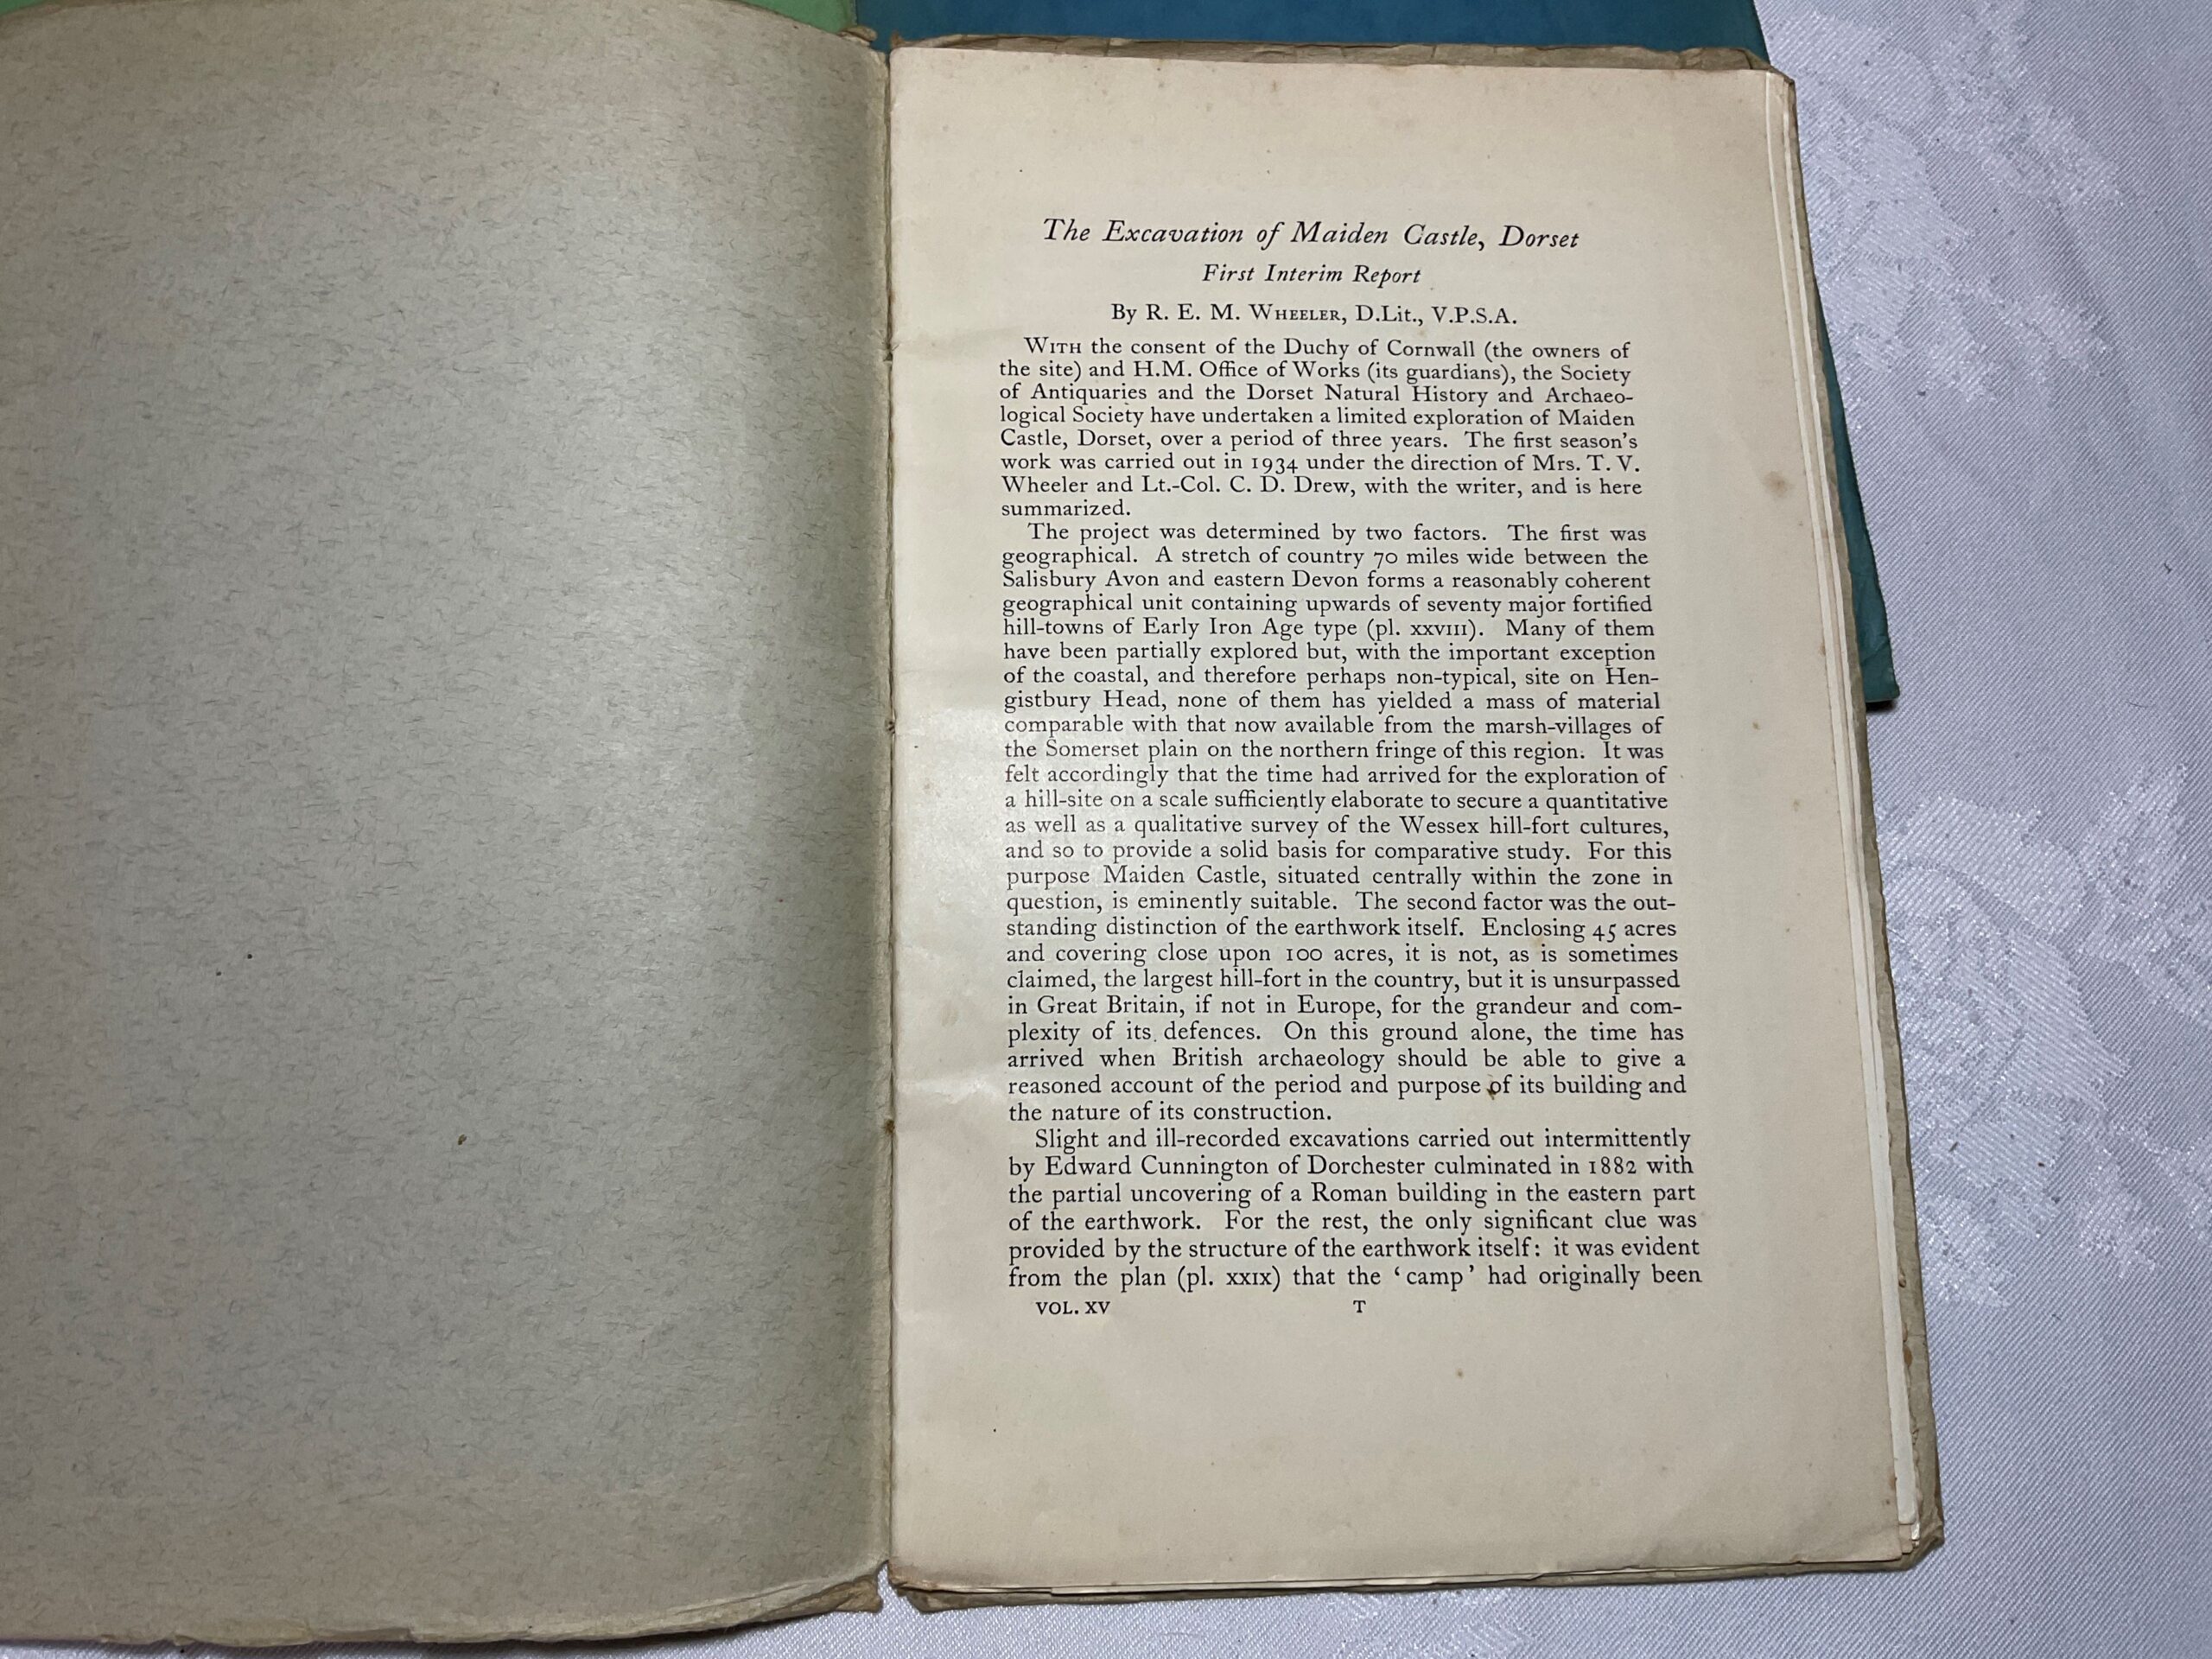 The Excavation of Maiden Castle, Dorset
First Interim Report
By R. E. M. WHEELER, D.Lit., V.P.S.A.
WITH the consent of the Duchy of Cornwall (the owners of
the site) and H.M. Office of Works (its guardians), the Society
of Antiquaries and the Dorset Natural History and Archaeo-
logical Society have undertaken a limited exploration of Maiden
Castle, Dorset, over a period of three years. The first season's
work was carried out in 1934 under the direction of Mrs. T. V.
Wheeler and Lt.-Col. C. D. Drew, with the writer, and is here
summarized.
The project was determined by two factors. The first was
geographical. A stretch of country 70 miles wide between the
Salisbury Avon and eastern Devon forms a reasonably coherent
geographical unit containing upwards of seventy major fortified
hill-towns of Early Iron Age type (pl. XXVIII). Many of them
have been partially explored but, with the important exception
of the coastal, and therefore perhaps non-typical, site on Hen-
gistbury Head, none of them has yielded a mass of material
comparable with that now available from the marsh-villages of
the Somerset plain on the northern fringe of this region. It was
felt accordingly that the time had arrived for the exploration of
a hill-site on a scale sufficiently elaborate to secure a quantitative
as well as a qualitative survey of the Wessex hill-fort cultures,
and so to provide a solid basis for comparative study. For this
purpose Maiden Castle, situated centrally within the zone in
question, is eminently suitable. The second factor was the out-
standing distinction of the earthwork itself. Enclosing 45 acres
and covering close upon 100 acres, it is not, as is sometimes
claimed, the largest hill-fort in the country, but it is unsurpassed
in Great Britain, if not in Europe, for the grandeur and com-
plexity of its defences. On this ground alone, the time has
arrived when British archaeology should be able to give a
reasoned account of the period and purpose of its building and
the nature of its construction.
Slight and ill-recorded excavations carried out intermittently
by Edward Cunnington of Dorchester culminated in 1882 with
the partial uncovering of a Roman building in the eastern part
of the earthwork. For the rest, the only significant clue was
provided by the structure of the earthwork itself: it was evident
from the plan (pl. XXIX) that the ‘camp’ had originally been
VOL. XV T